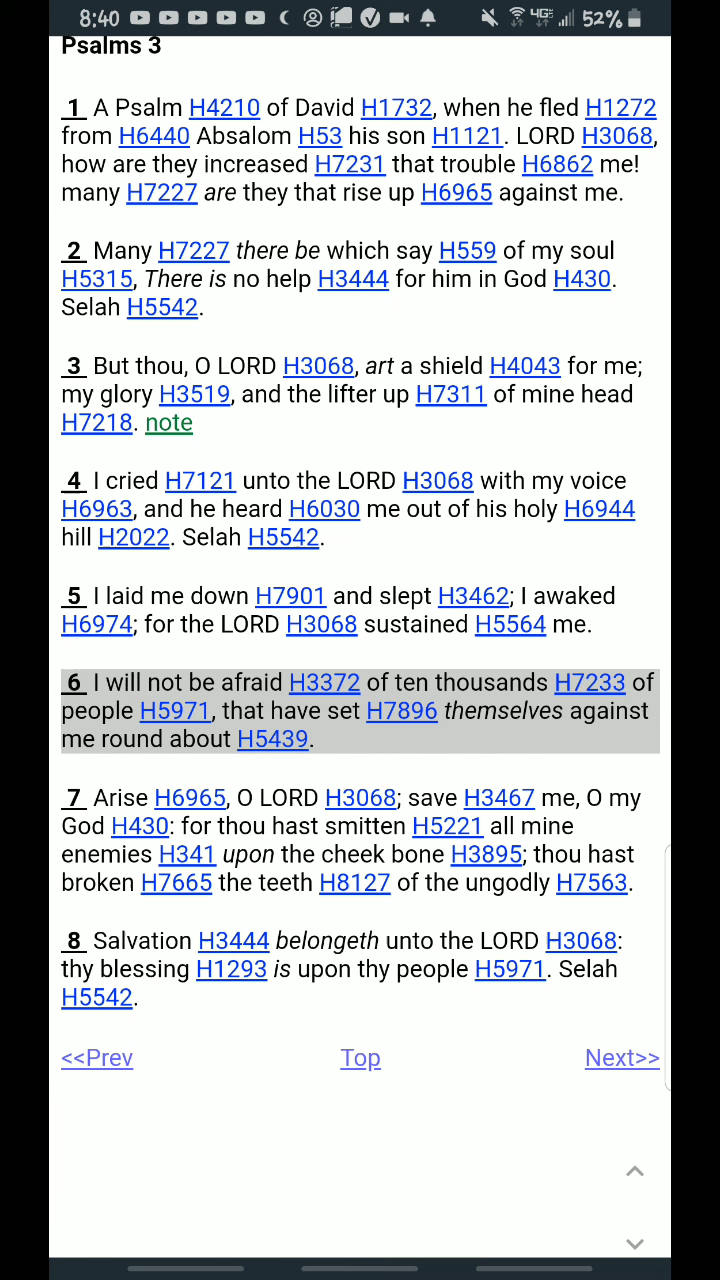 8:40 4GE 52%
Psalms 3
1 A Psalm H4210 of David H1732, when he fled H1272
from H6440 Absalom H53 his son H1121. LORD H3068,
how are they increased H7231 that trouble H6862 me!
many H7227 are they that rise up H6965 against me.
2 Many H7227 there be which say H559 of my soul
H5315, There is no help H3444 for him in God H430.
Selah H5542.
3 But thou, O LORD H3068, art a shield H4043 for me;
my glory H3519, and the lifter up H7311 of mine head
H7218. note
4 I cried H7121 unto the LORD H3068 with my voice
H6963, and he heard H6030 me out of his holy H6944
hill H2022. Selah H5542.
5 I laid me down H7901 and slept H3462; I awaked
H6974; for the LORD H3068 sustained H5564 me.
6 I will not be afraid H3372 of ten thousands H7233 of
people H5971, that have set H7896 themselves against
me round about H5439.
7 Arise H6965, O LORD H3068; save H3467 me, O my
God H430: for thou hast smitten H5221 all mine
enemies H341 upon the cheek bone H3895; thou hast
broken H7665 the teeth H8127 of the ungodly H7563.
8 Salvation H3444 belongeth unto the LORD H3068:
thy blessing H1293 is upon thy people H5971. Selah
H5542.
<<Prev Top Next>>